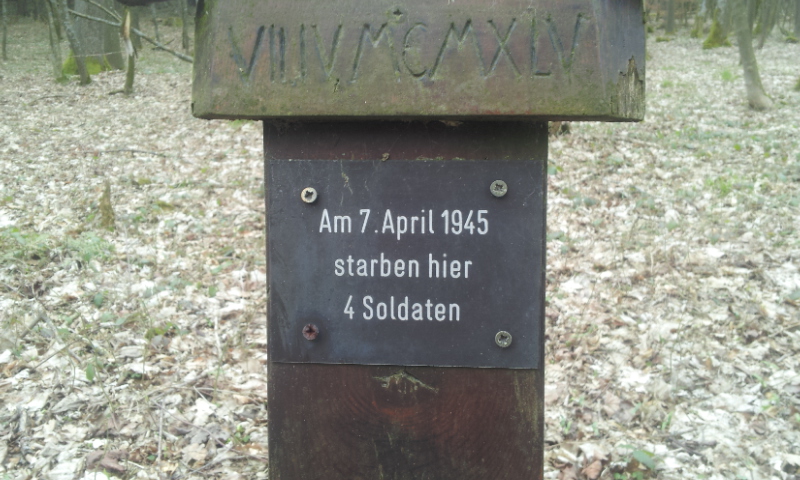 VII IV MCMXLV
Am 7. April 1945
starben hier
4 Soldaten